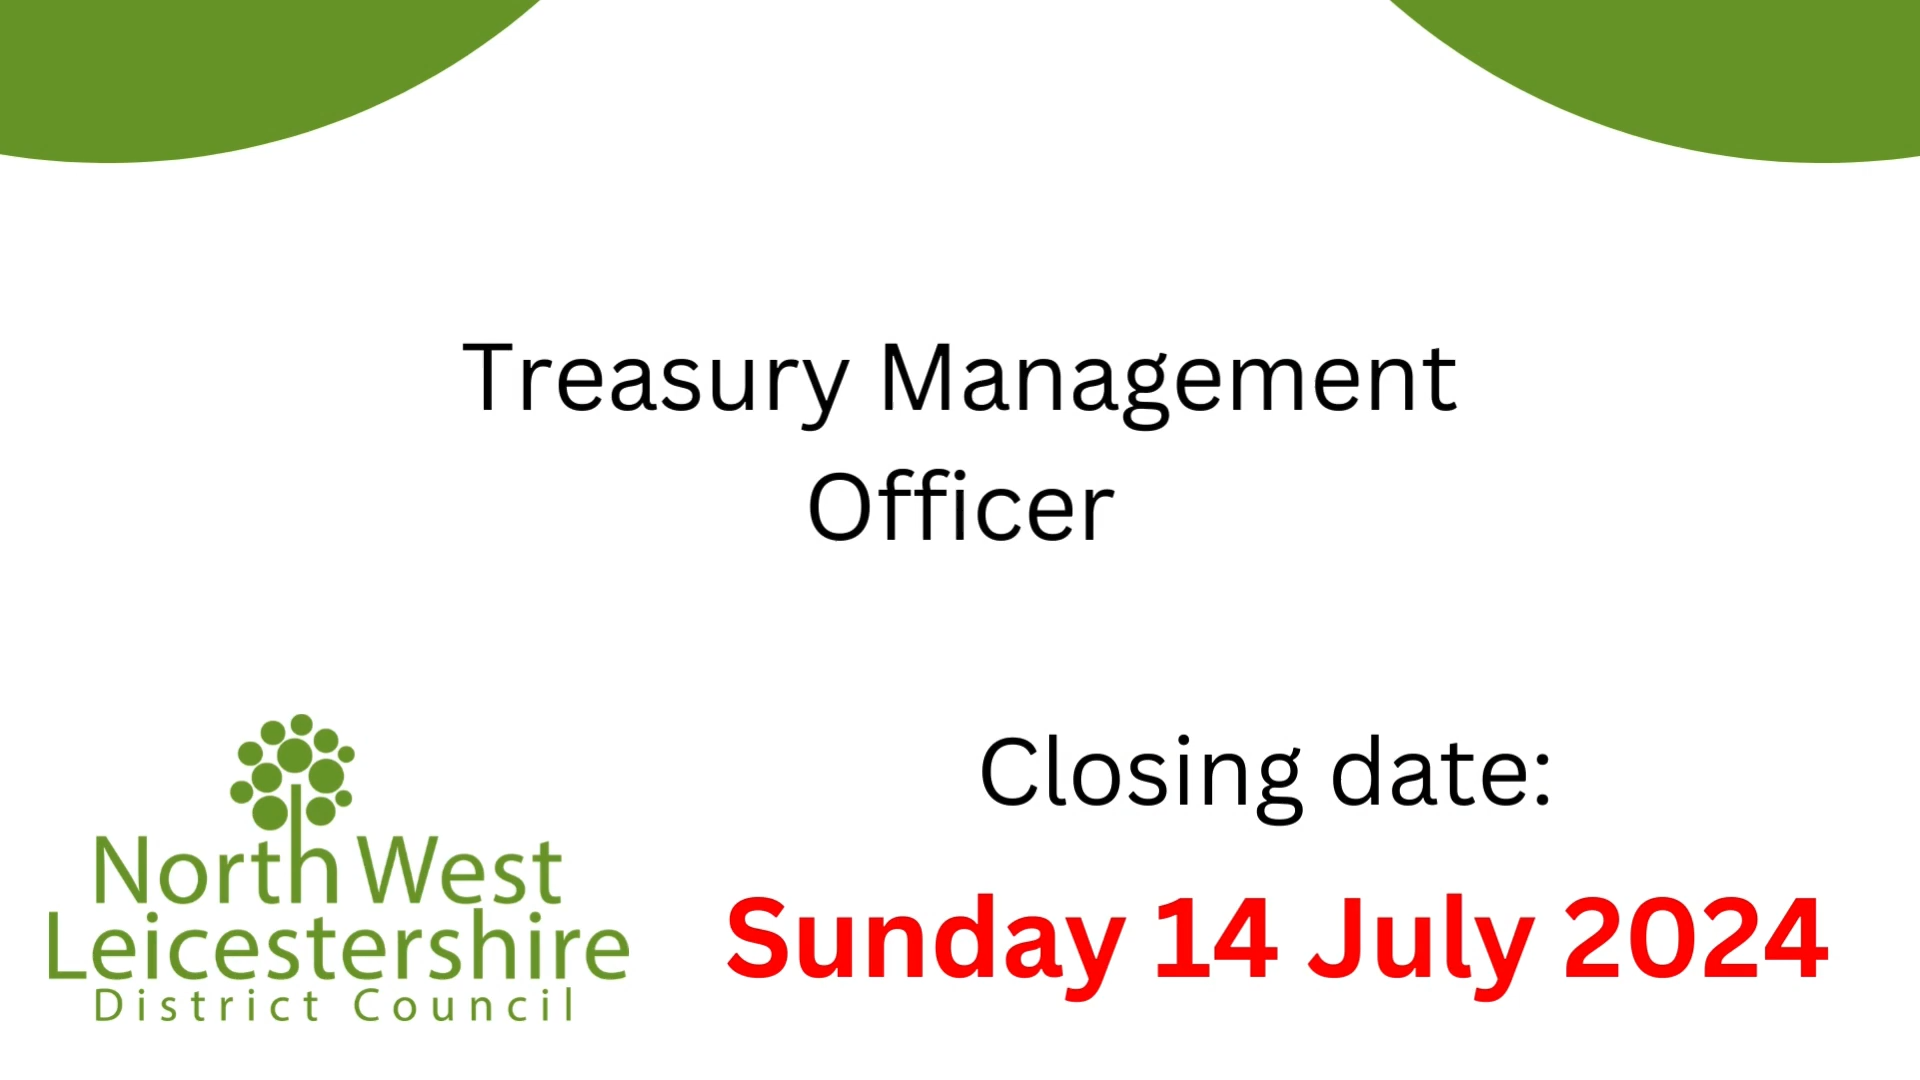 Treasury Management
Officer
Closing date:
Sunday 14 July 2024
North West
Leicestershire
District Council